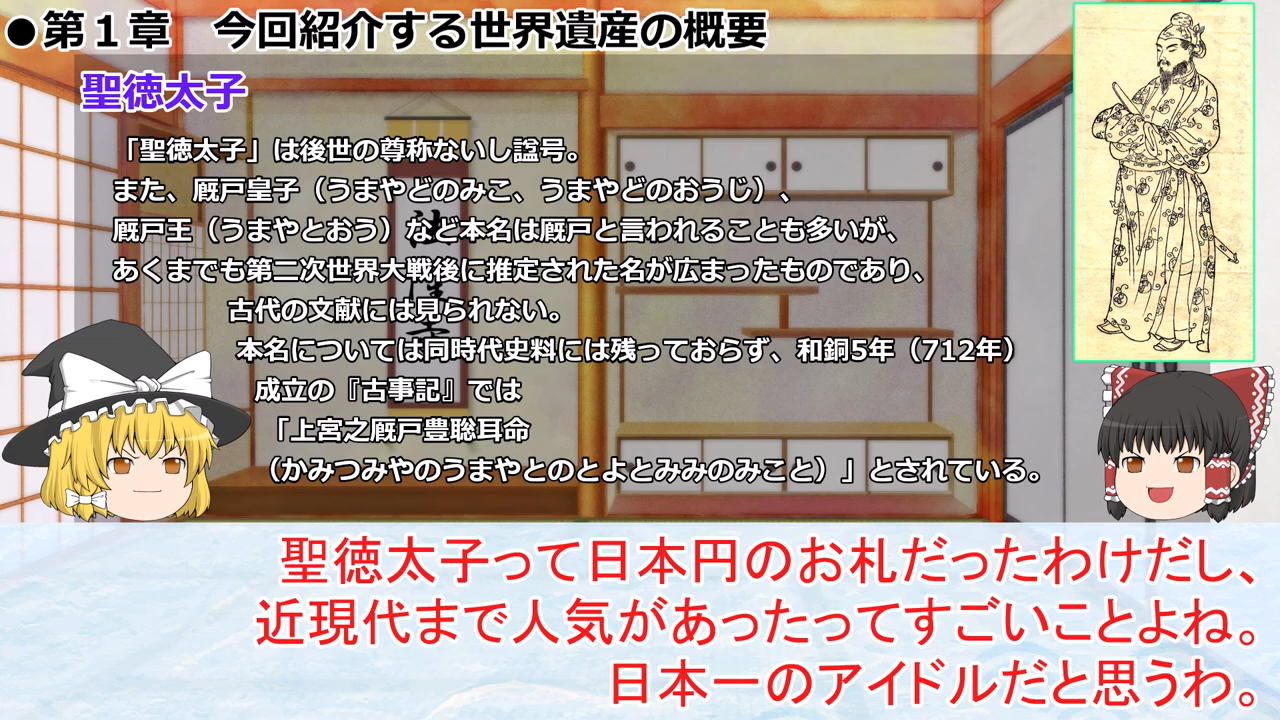 ●第１章　今回紹介する世界遺産の概要
聖徳太子
「聖徳太子」は後世の尊称ないし諡号。
また、厩戸皇子（うまやどのみこ、うまやどのおうじ）、
厩戸王（うまやとおう）など本名は厩戸と言われることも多いが、
あくまでも第二次世界大戦後に推定された名が広まったものであり、
古代の文献には見られない。
本名については同時代史料には残っておらず、和銅5年（712年）
成立の『古事記』では
「上宮之厩戸豊聡耳命
（かみつみやのうまやとのとよとみみのみこと）」とされている。
聖徳太子って日本円のお札だったわけだし、
近現代まで人気があったってすごいことよね。
日本一のアイドルだと思うわ。